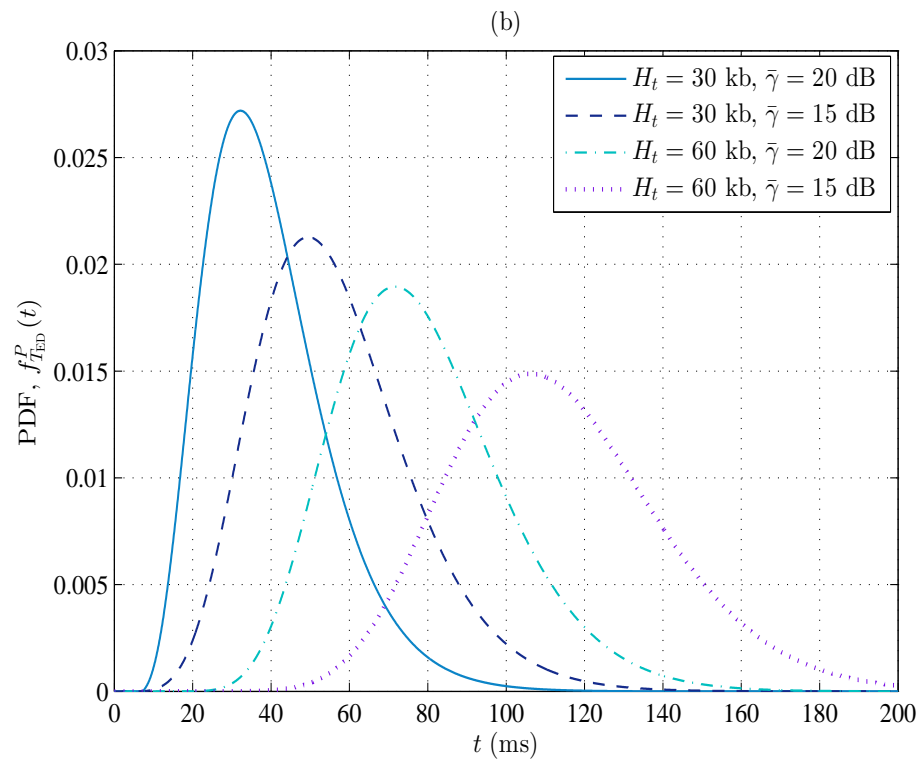 (b)
0.03
0.025
0.02
0.015
0.01
0.005
0
PDF, f^P_{T_{ED}}(t)
H_t = 30 kb, γ̄ = 20 dB
H_t = 30 kb, γ̄ = 15 dB
H_t = 60 kb, γ̄ = 20 dB
H_t = 60 kb, γ̄ = 15 dB
0 20 40 60 80 100 120 140 160 180 200
t (ms)